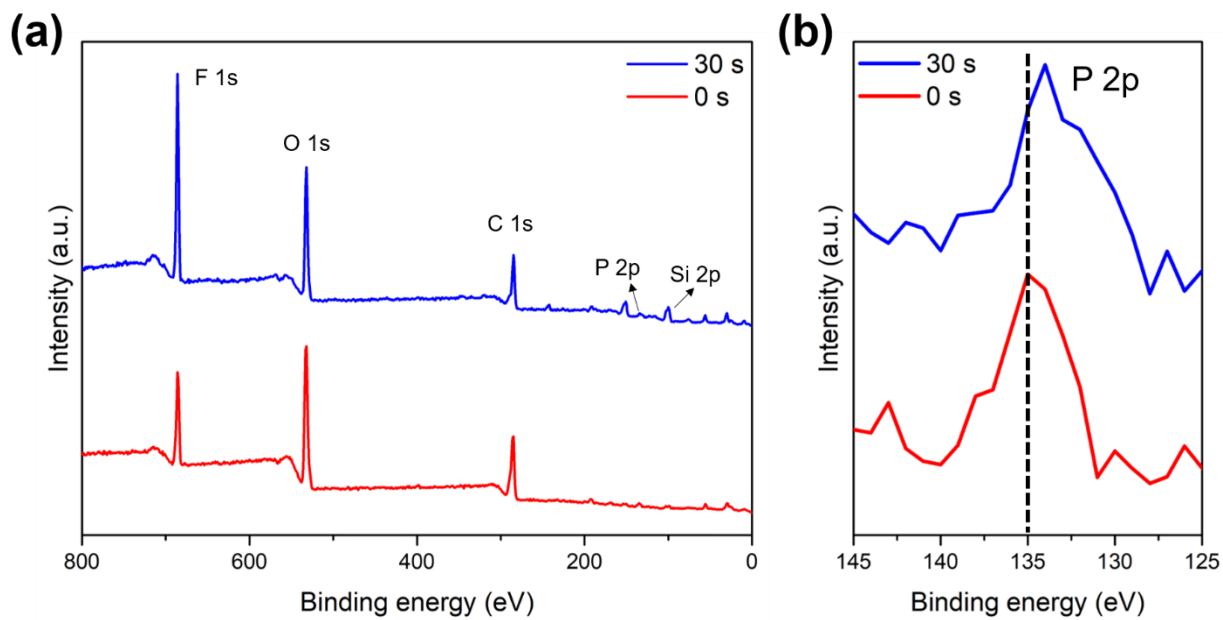 (a)
30 s
0 s
F 1s
O 1s
C 1s
P 2p
Si 2p
Intensity (a.u.)
800
600
400
200
0
Binding energy (eV)
(b)
30 s
0 s
P 2p
Intensity (a.u.)
145
140
135
130
125
Binding energy (eV)